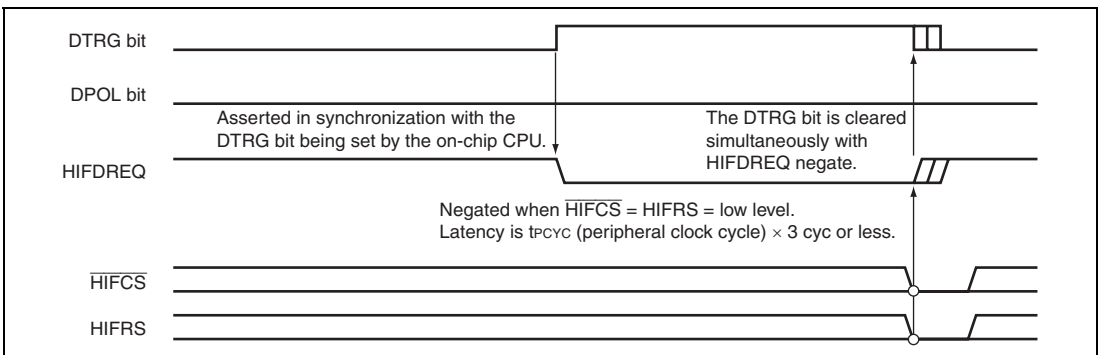 DTRG bit
DPOL bit
Asserted in synchronization with the
DTRG bit being set by the on-chip CPU.
The DTRG bit is cleared
simultaneously with
HIFDREQ negate.
HIFDREQ
Negated when HIFCS = HIFRS = low level.
Latency is tPCYC (peripheral clock cycle) × 3 cyc or less.
HIFCS
HIFRS